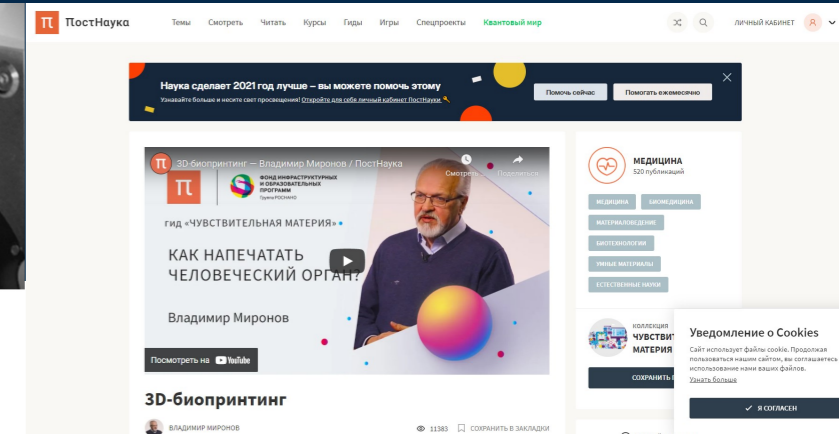 ПостНаука
Темы Смотреть Читать Курсы Гиды Игры Спецпроекты Квантовый мир
ЛИЧНЫЙ КАБИНЕТ
Наука сделает 2021 год лучше – вы можете помочь этому
Узнавайте больше и несите свет просвещения! Откройте для себя личный кабинет ПостНауки
Помочь сейчас
Помогать ежемесячно
3D-биопринтинг — Владимир Миронов / ПостНаука
Смотреть ...
Поделиться
ФОНД ИНФРАСТРУКТУРНЫХ
И ОБРАЗОВАТЕЛЬНЫХ
ПРОГРАММ
Группа РОСНАНО
ГИД «ЧУВСТВИТЕЛЬНАЯ МАТЕРИЯ»
КАК НАПЕЧАТАТЬ
ЧЕЛОВЕЧЕСКИЙ ОРГАН?
Владимир Миронов
Посмотреть на YouTube
3D-биопринтинг
ВЛАДИМИР МИРОНОВ
11383 СОХРАНИТЬ В ЗАКЛАДКИ
МЕДИЦИНА
520 публикаций
МЕДИЦИНА БИОМЕДИЦИНА
МАТЕРИАЛОВЕДЕНИЕ
БИОТЕХНОЛОГИИ
УМНЫЕ МАТЕРИАЛЫ
ЕСТЕСТВЕННЫЕ НАУКИ
КОЛЛЕКЦИЯ
МАТЕРИЯ
СОХРАНИТЬ
Уведомление о Cookies
Сайт использует файлы cookie. Продолжая
пользоваться нашим сайтом, вы соглашаетесь
использование нами ваших файлов.
Узнать больше
Я СОГЛАСЕН